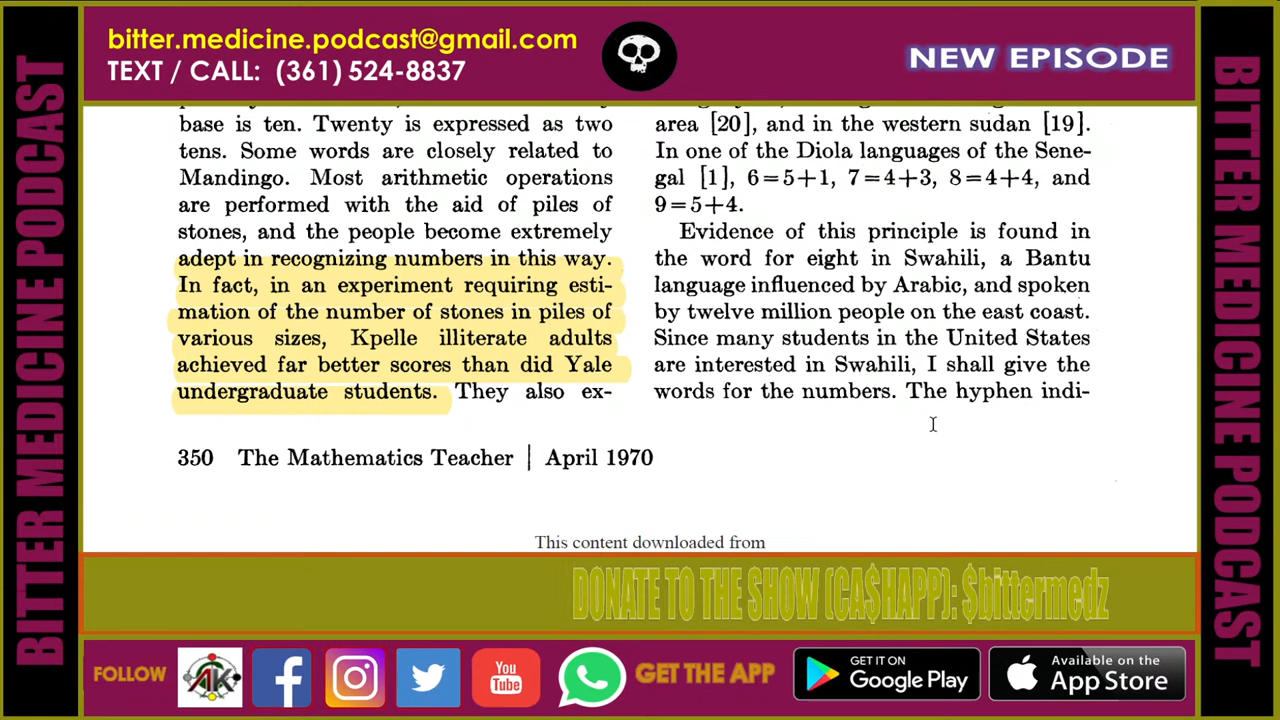 bitter.medicine.podcast@gmail.com
TEXT / CALL: (361) 524-8837
NEW EPISODE
BITTER MEDICINE PODCAST
base is ten. Twenty is expressed as two
tens. Some words are closely related to
Mandingo. Most arithmetic operations
are performed with the aid of piles of
stones, and the people become extremely
adept in recognizing numbers in this way.
In fact, in an experiment requiring esti-
mation of the number of stones in piles of
various sizes, Kpelle illiterate adults
achieved far better scores than did Yale
undergraduate students. They also ex-
area [20], and in the western sudan [19].
In one of the Diola languages of the Sene-
gal [1], 6=5+1, 7=4+3, 8=4+4, and
9=5+4.
Evidence of this principle is found in
the word for eight in Swahili, a Bantu
language influenced by Arabic, and spoken
by twelve million people on the east coast.
Since many students in the United States
are interested in Swahili, I shall give the
words for the numbers. The hyphen indi-
350 The Mathematics Teacher | April 1970
This content downloaded from
BITTER MEDICINE PODCAST
DONATE TO THE SHOW (CA$HAPP): $bittermedz
FOLLOW
ATK
You
Tube
GET THE APP
GET IT ON
Google Play
Available on the
App Store